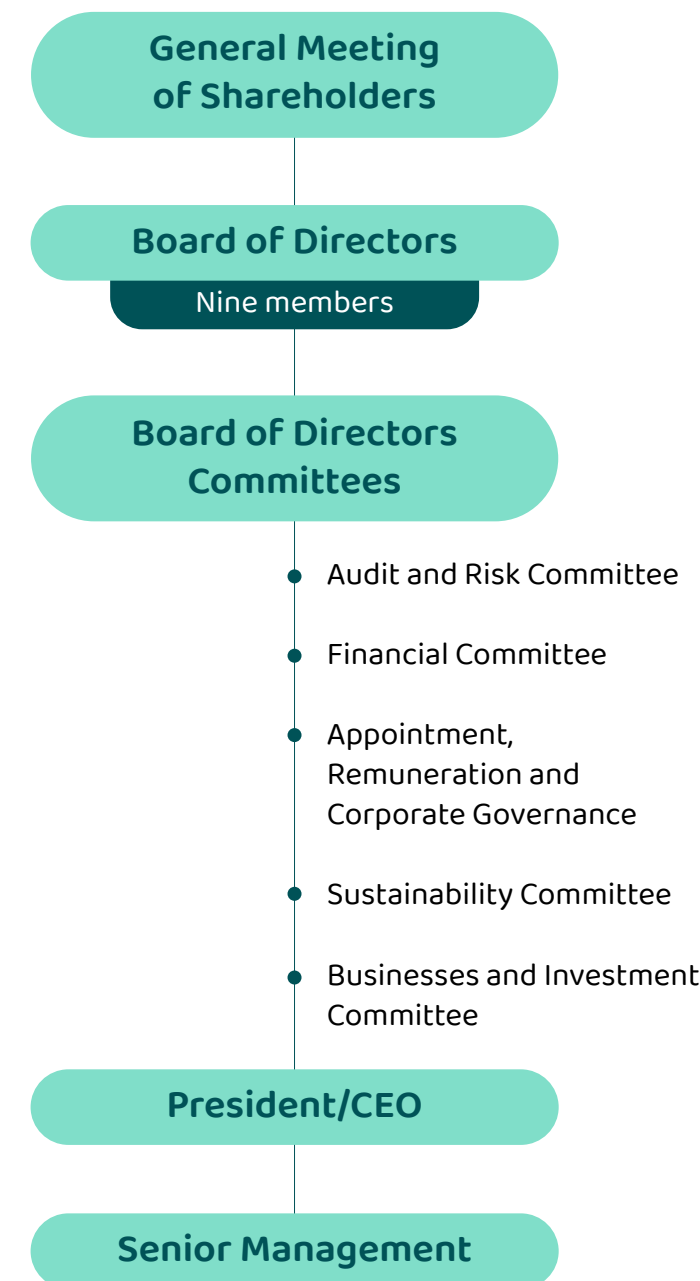 General Meeting
of Shareholders
Board of Directors
Nine members
Board of Directors
Committees
Audit and Risk Committee
Financial Committee
Appointment,
Remuneration and
Corporate Governance
Sustainability Committee
Businesses and Investment
Committee
President/CEO
Senior Management